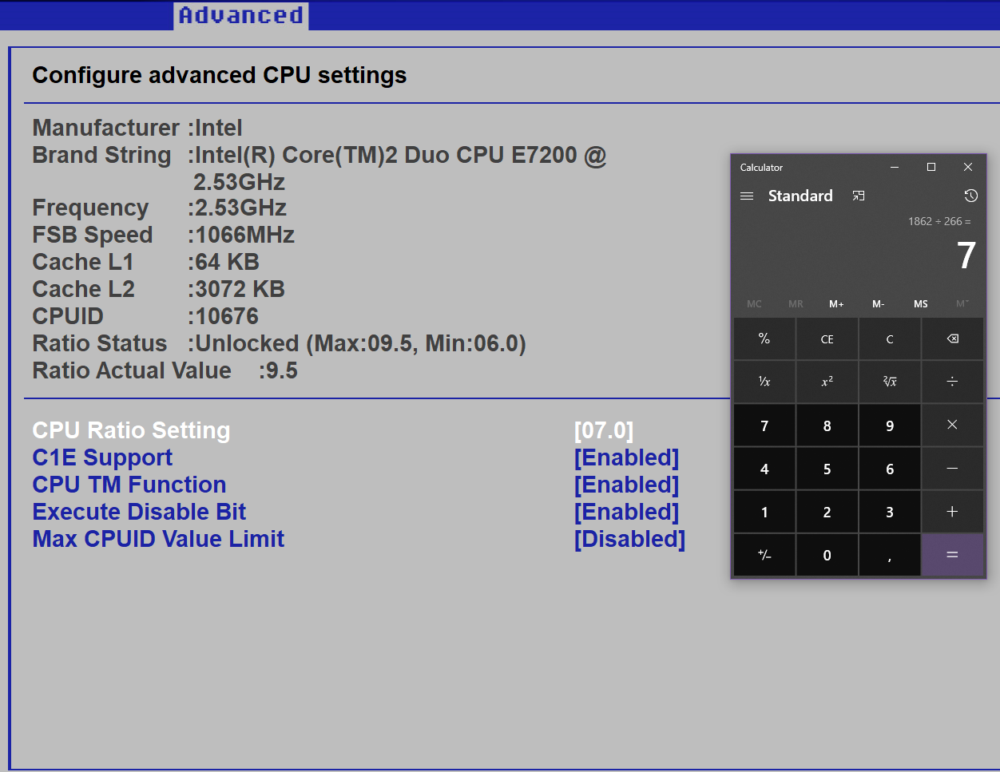 Advanced
Configure advanced CPU settings
Manufacturer :Intel
Brand String :Intel(R) Core(TM)2 Duo CPU E7200 @
2.53GHz
Frequency :2.53GHz
FSB Speed :1066MHz
Cache L1 :64 KB
Cache L2 :3072 KB
CPUID :10676
Ratio Status :Unlocked (Max:09.5, Min:06.0)
Ratio Actual Value :9.5
CPU Ratio Setting [07.0]
C1E Support [Enabled]
CPU TM Function [Enabled]
Execute Disable Bit [Enabled]
Max CPUID Value Limit [Disabled]
Calculator
Standard
1862 ÷ 266 =
7
MC MR M+ M- MS M˅
% CE C ⌫
¹/x x² ²√x ÷
7 8 9 ×
4 5 6 −
1 2 3 +
+/− 0 , =